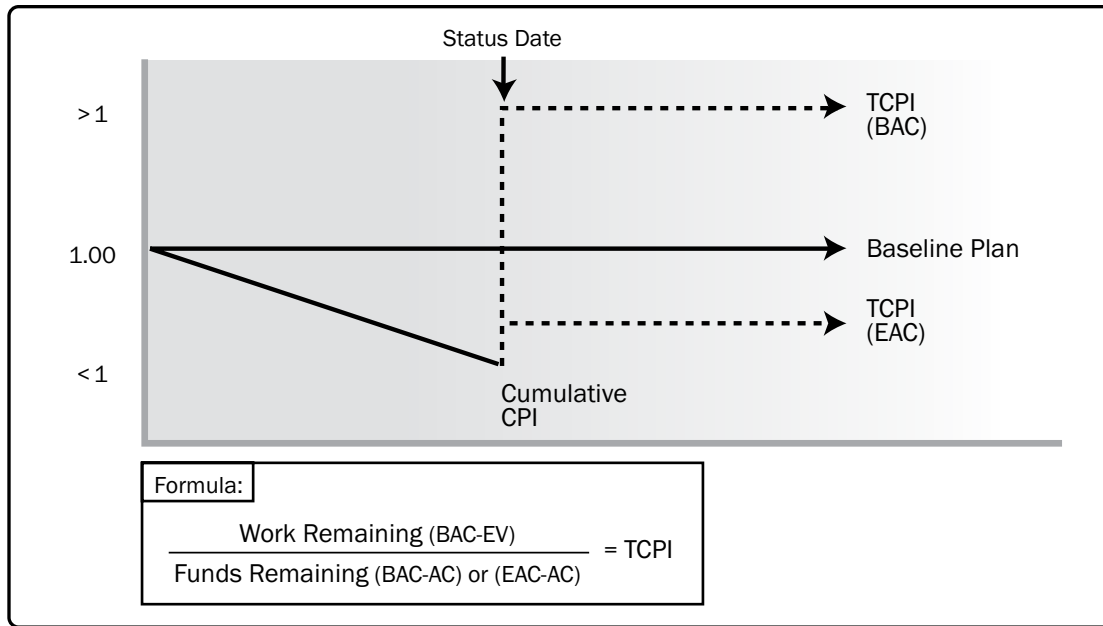 Status Date
> 1
TCPI
(BAC)
1.00
Baseline Plan
TCPI
(EAC)
< 1
Cumulative
CPI
Formula:
Work Remaining (BAC-EV)
= TCPI
Funds Remaining (BAC-AC) or (EAC-AC)